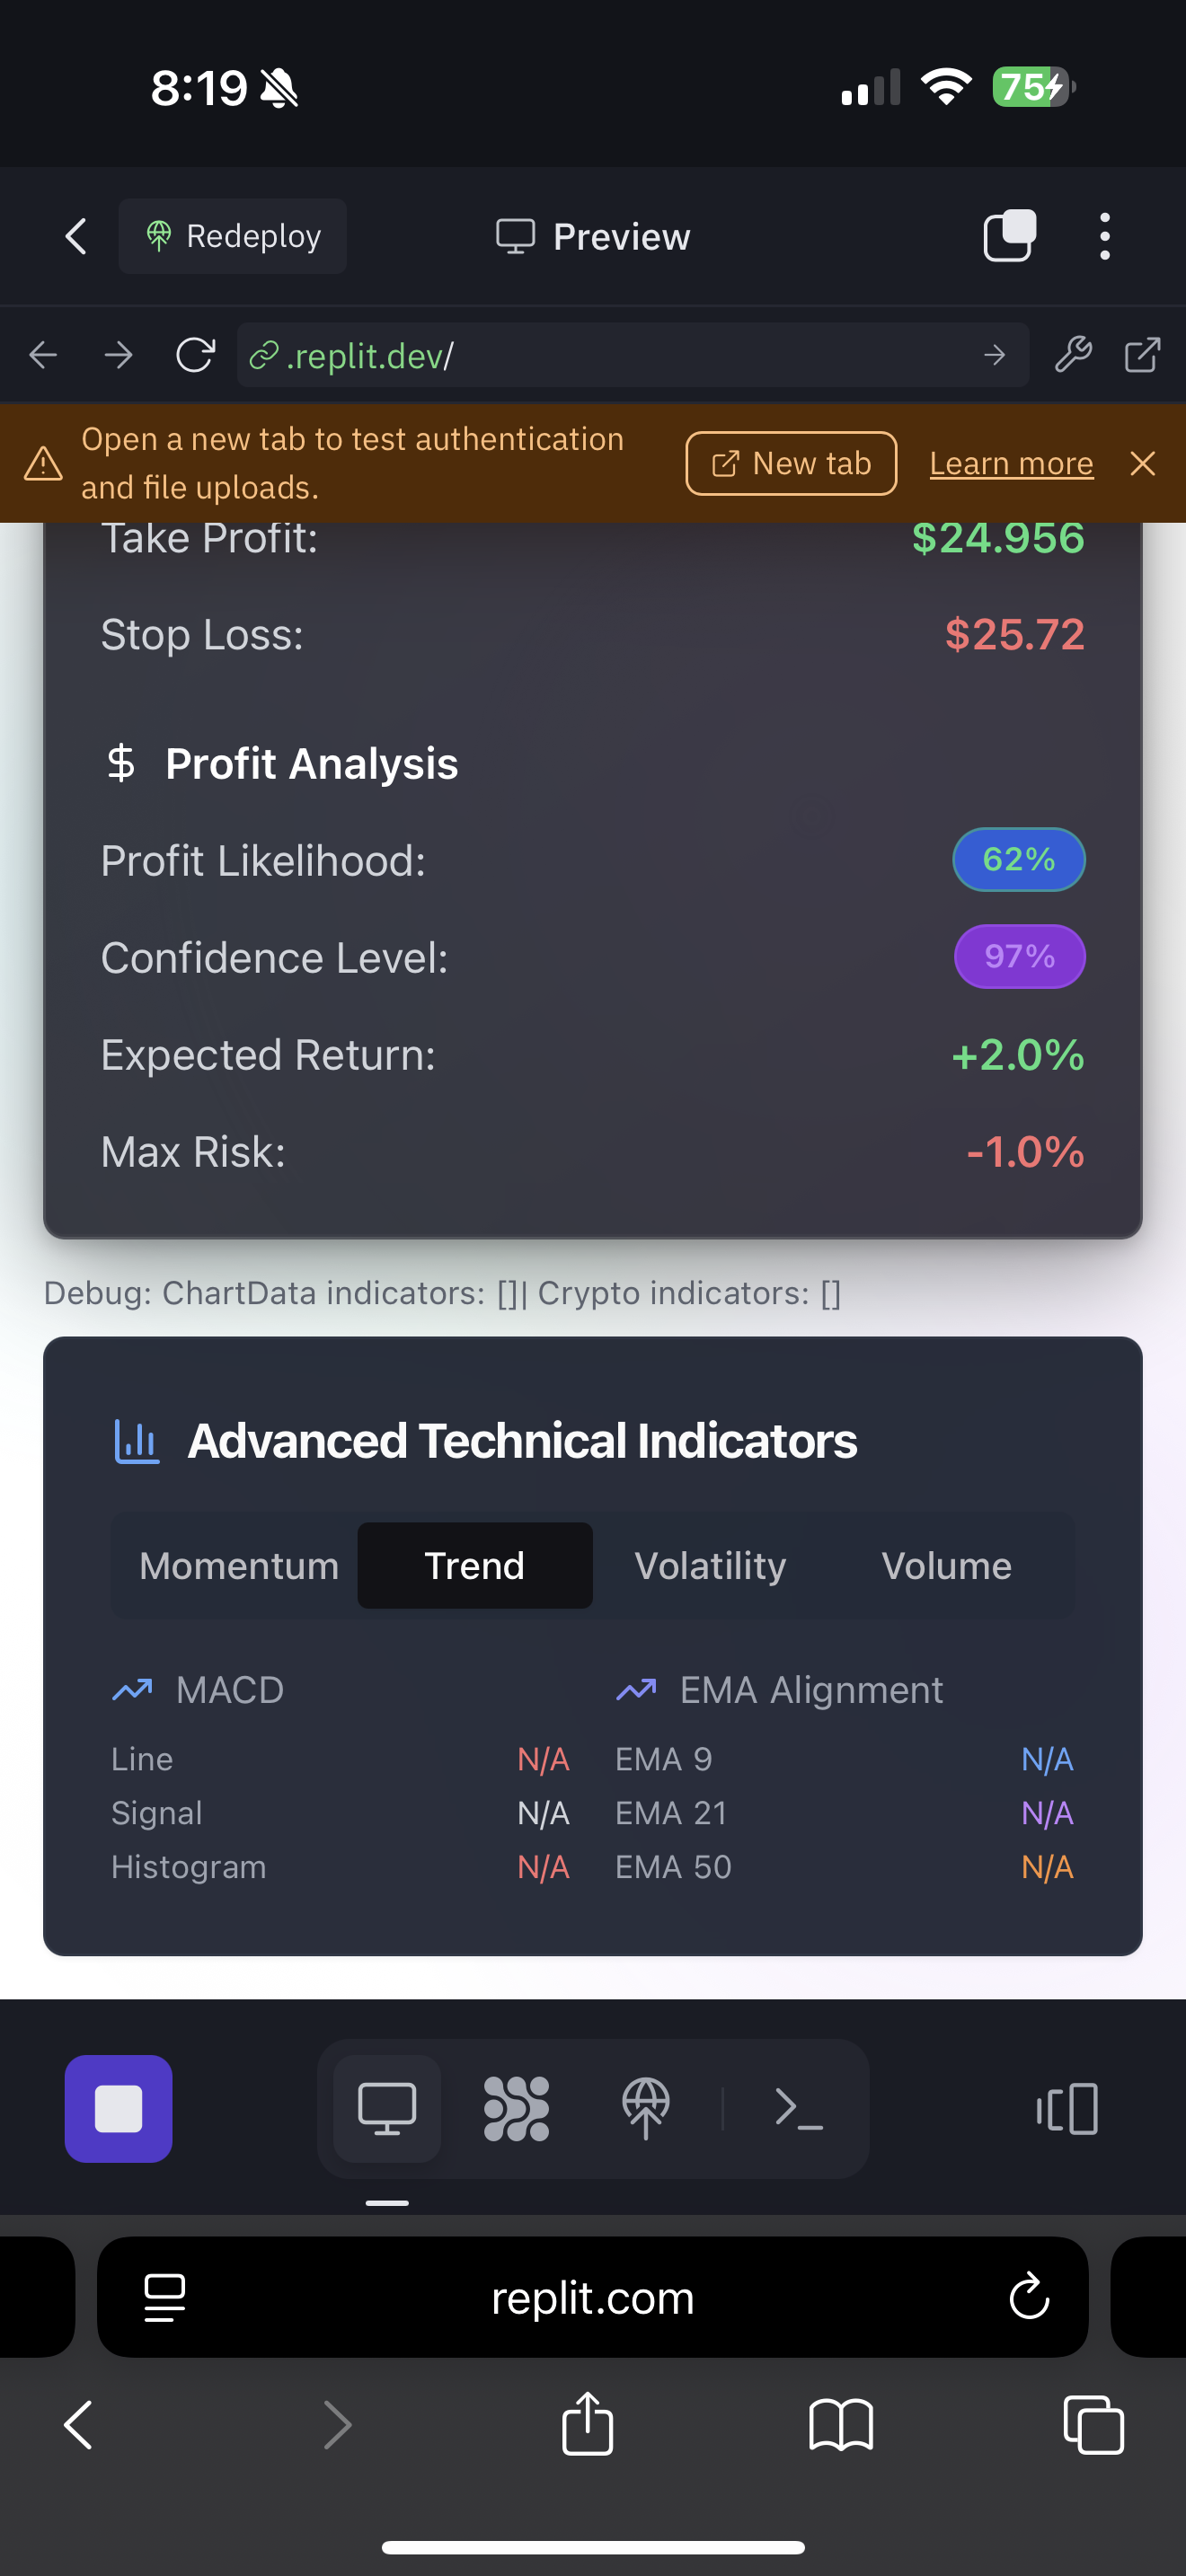 8:19
75
Redeploy
Preview
.replit.dev/
Open a new tab to test authentication
and file uploads.
New tab
Learn more
Take Profit: $24.956
Stop Loss: $25.72
Profit Analysis
Profit Likelihood: 62%
Confidence Level: 97%
Expected Return: +2.0%
Max Risk: -1.0%
Debug: ChartData indicators: []| Crypto indicators: []
Advanced Technical Indicators
Momentum Trend Volatility Volume
MACD
Line N/A
Signal N/A
Histogram N/A
EMA Alignment
EMA 9 N/A
EMA 21 N/A
EMA 50 N/A
replit.com